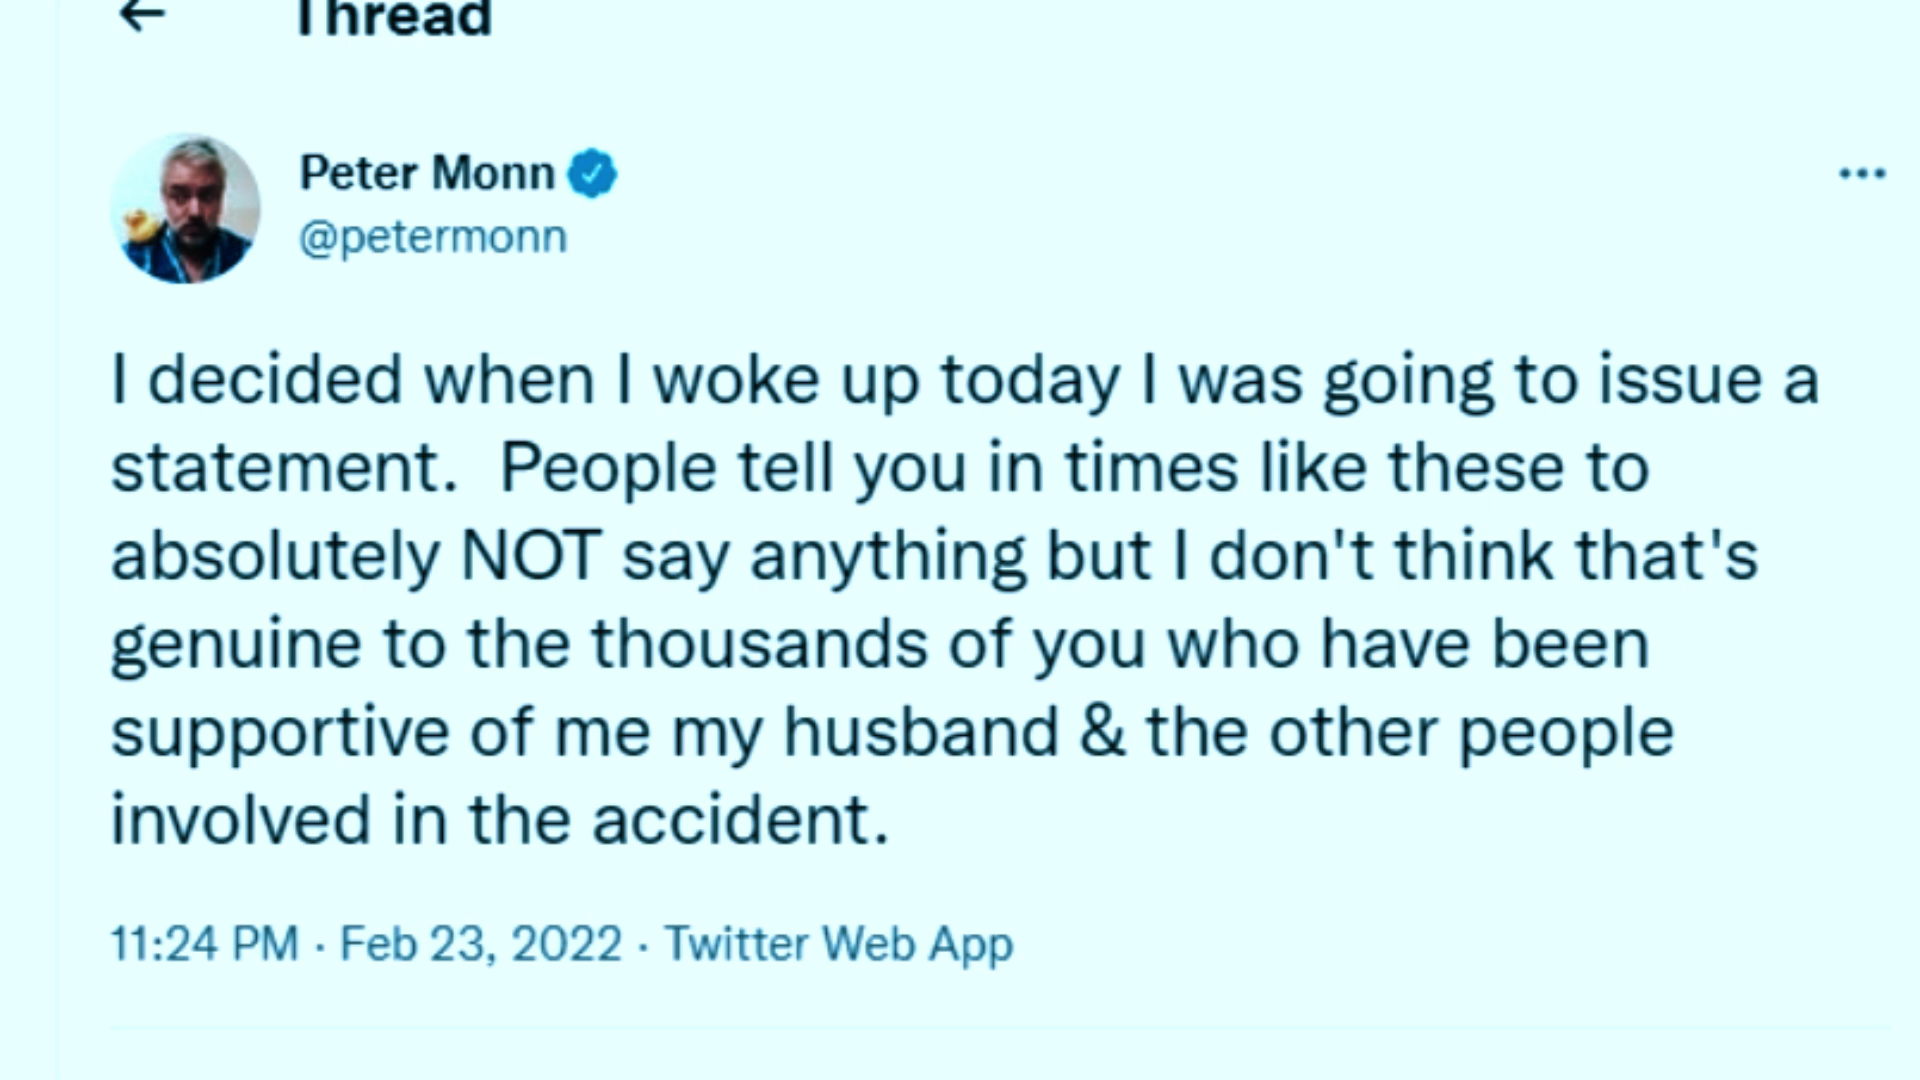 Thread
Peter Monn
@petermonn
I decided when I woke up today I was going to issue a
statement.  People tell you in times like these to
absolutely NOT say anything but I don't think that's
genuine to the thousands of you who have been
supportive of me my husband & the other people
involved in the accident.
11:24 PM · Feb 23, 2022 · Twitter Web App